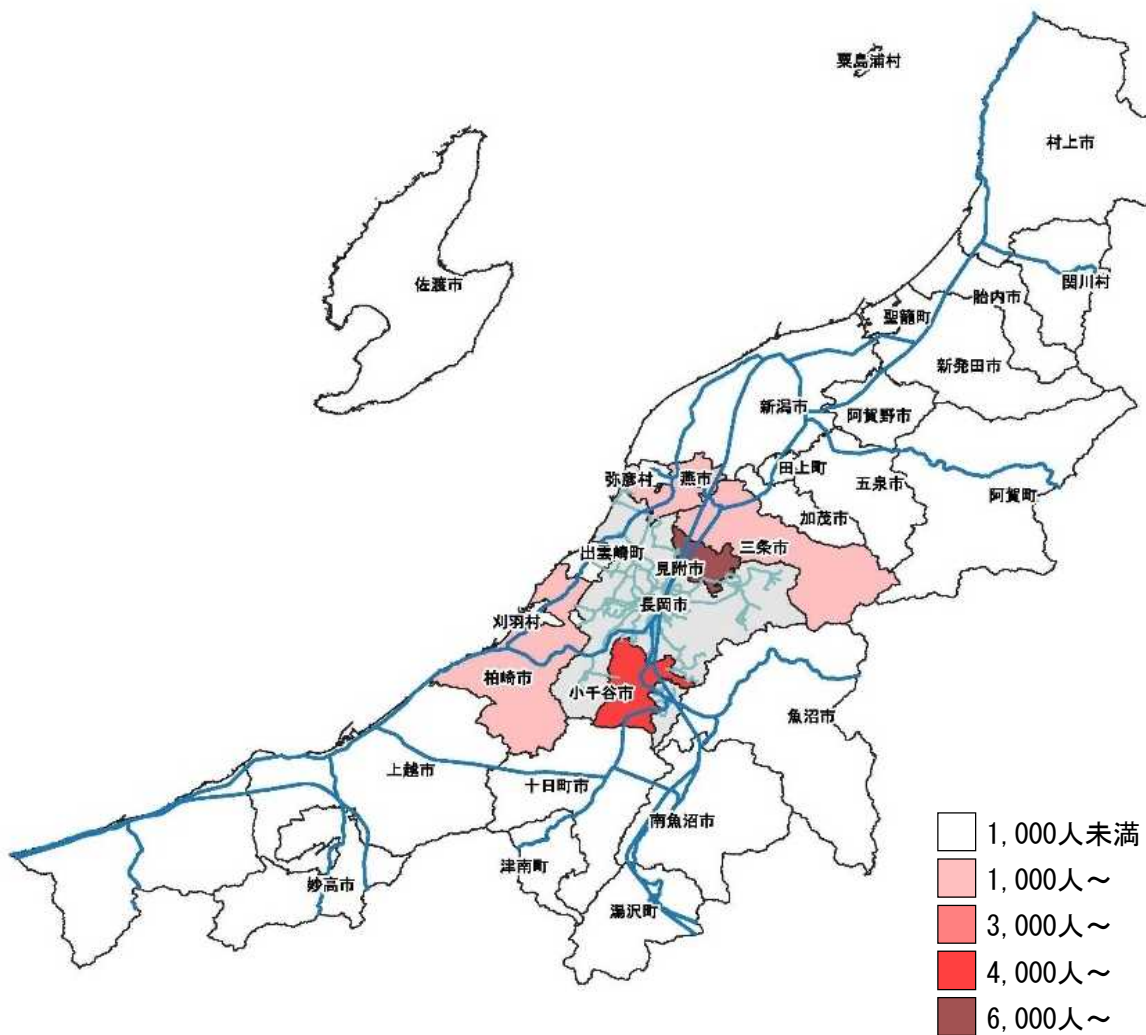 粟島浦村
村上市
佐渡市
関川村
胎内市
聖籠町
新発田市
新潟市
阿賀野市
田上町
弥彦村
燕市
五泉市
阿賀町
加茂市
三条市
出雲崎町
見附市
長岡市
刈羽村
柏崎市
小千谷市
魚沼市
上越市
十日町市
南魚沼市
津南町
妙高市
湯沢町
1,000人未満
1,000人～
3,000人～
4,000人～
6,000人～